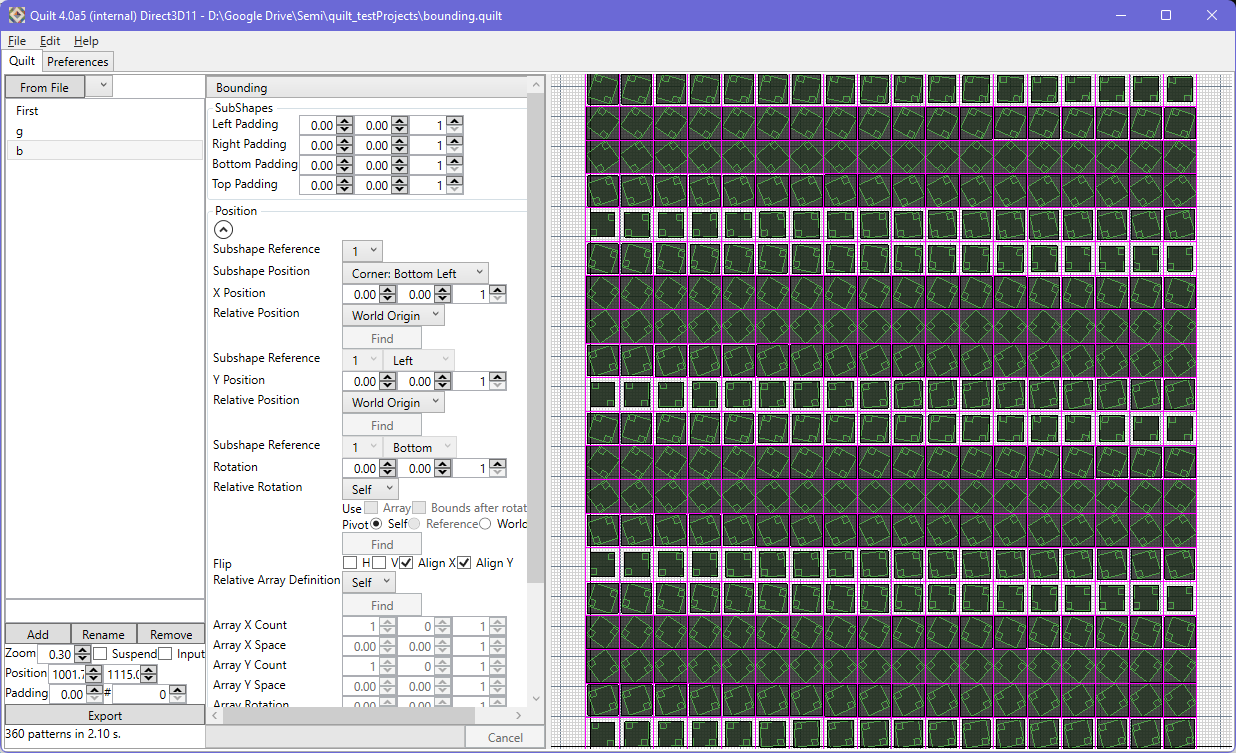 Quilt 4.0a5 (internal) Direct3D11 - D:\Google Drive\Semi\quilt_testProjects\bounding.quilt
File Edit Help
Quilt Preferences
From File
First
g
b
Add Rename Remove
Zoom 0.30 Suspend Input
Position 1001.7 1115.0
Padding 0.00 # 0
Export
360 patterns in 2.10 s.
Bounding
SubShapes
Left Padding 0.00 0.00 1
Right Padding 0.00 0.00 1
Bottom Padding 0.00 0.00 1
Top Padding 0.00 0.00 1
Position
Subshape Reference 1
Subshape Position Corner: Bottom Left
X Position 0.00 0.00 1
Relative Position World Origin
Find
Subshape Reference 1 Left
Y Position 0.00 0.00 1
Relative Position World Origin
Find
Subshape Reference 1 Bottom
Rotation 0.00 0.00 1
Relative Rotation Self
Use Array Bounds after rotat
Pivot Self Reference World
Find
Flip H V Align X Align Y
Relative Array Definition Self
Find
Array X Count 1 0 1
Array X Space 0.00 0.00 1
Array Y Count 1 0 1
Array Y Space 0.00 0.00 1
Array Rotation 0.00 0.00 1
Cancel